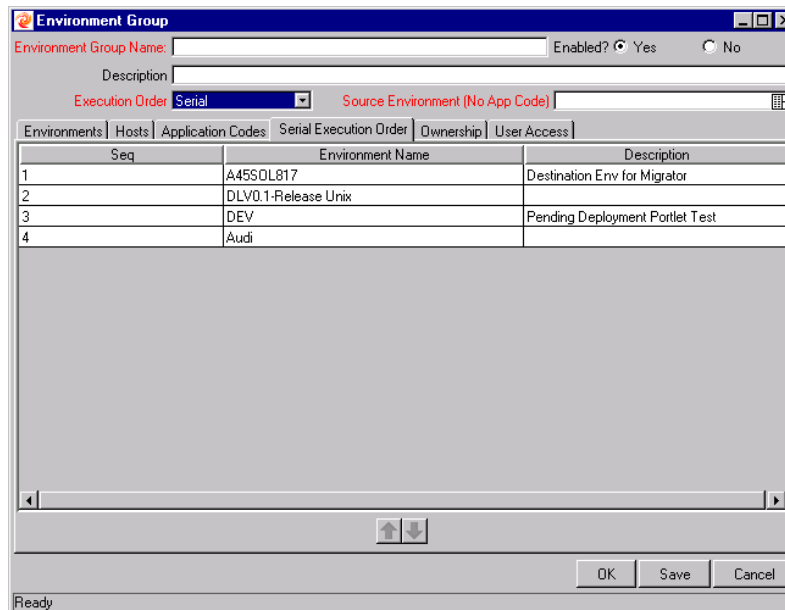 Environment Group
Environment Group Name: Enabled? Yes No
Description
Execution Order Serial Source Environment (No App Code)
Environments Hosts Application Codes Serial Execution Order Ownership User Access
Seq Environment Name Description
1 A45SOL817 Destination Env for Migrator
2 DLV0.1-Release Unix
3 DEV Pending Deployment Portlet Test
4 Audi
OK Save Cancel
Ready